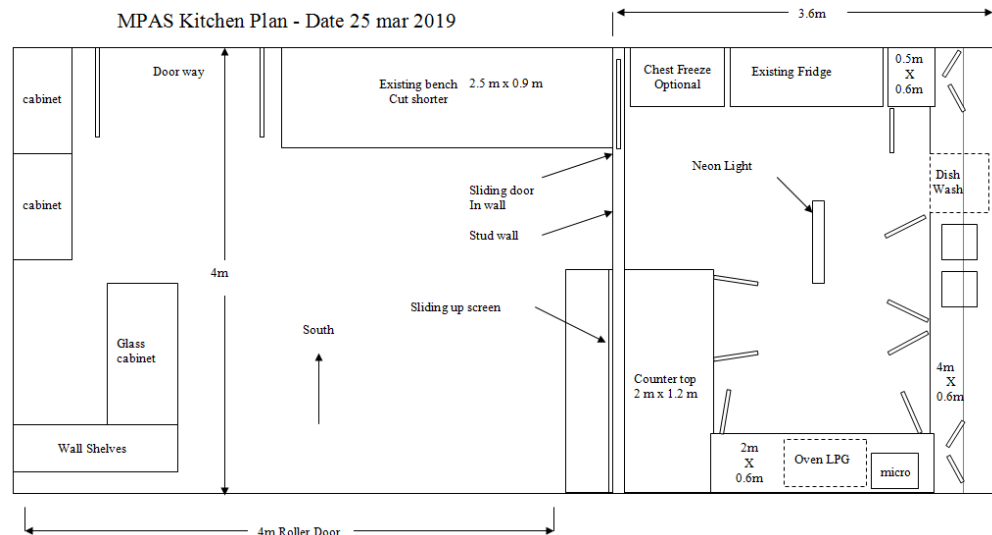 MPAS Kitchen Plan - Date 25 mar 2019
3.6m
cabinet
Door way
Existing bench 2.5 m x 0.9 m
Cut shorter
Chest Freeze
Optional
Existing Fridge
0.5m
X
0.6m
cabinet
Sliding door
In wall
Stud wall
Neon Light
Dish
Wash
4m
Sliding up screen
South
Glass
cabinet
Counter top
2 m x 1.2 m
4m
X
0.6m
Wall Shelves
2m
X
0.6m
Oven LPG
micro
4m Roller Door